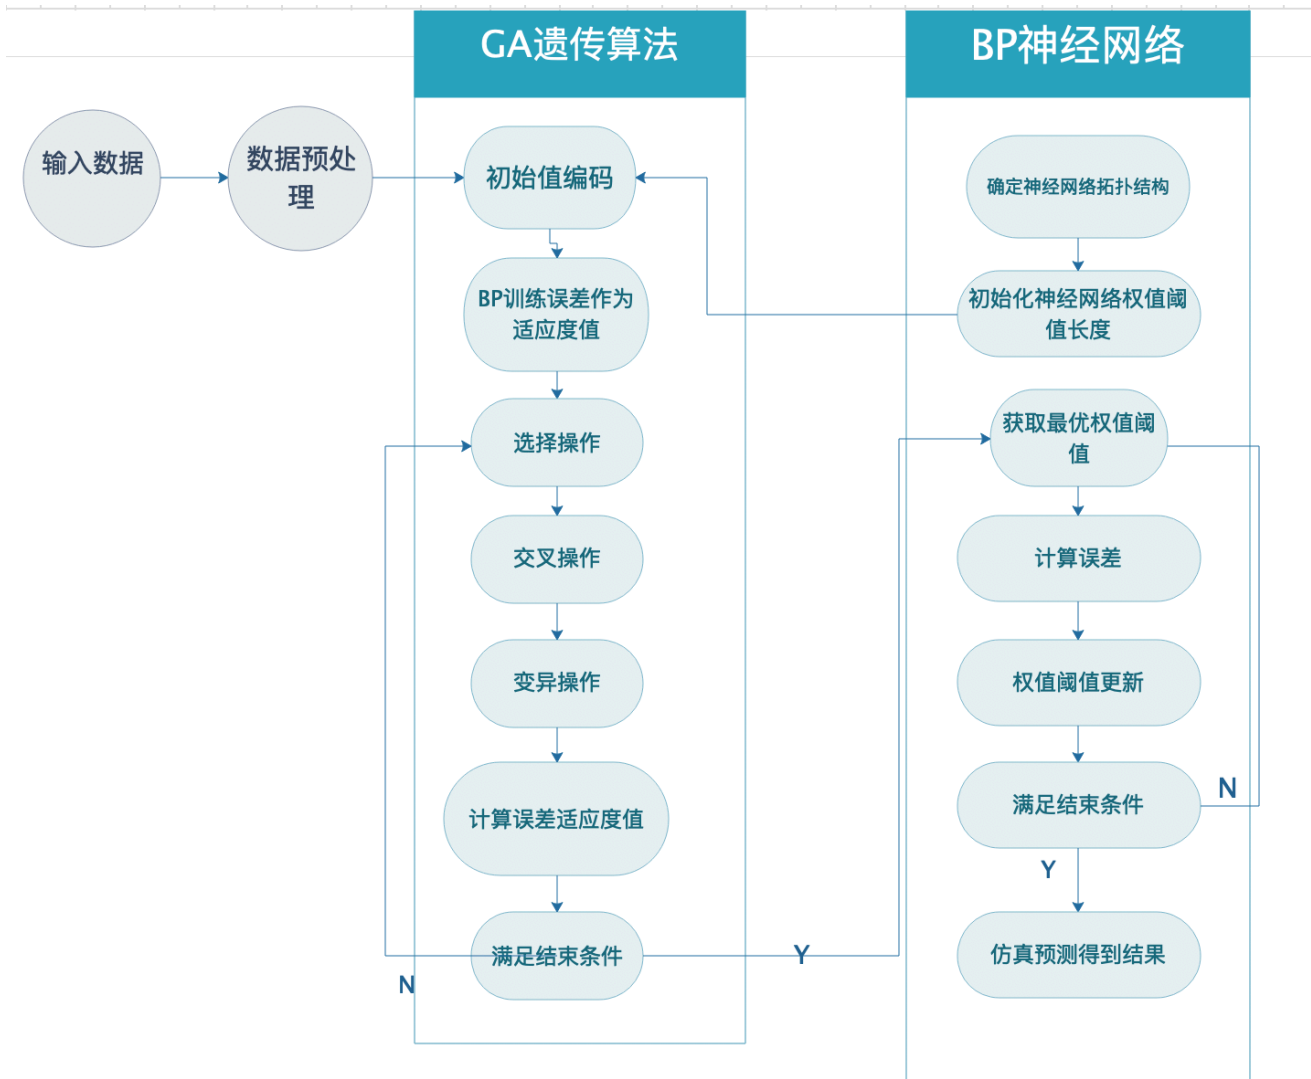 GA遗传算法
BP神经网络
输入数据
数据预处
理
初始值编码
BP训练误差作为
适应度值
选择操作
交叉操作
变异操作
计算误差适应度值
满足结束条件
N
Y
确定神经网络拓扑结构
初始化神经网络权值阈
值长度
获取最优权值阈
值
计算误差
权值阈值更新
满足结束条件
N
Y
仿真预测得到结果